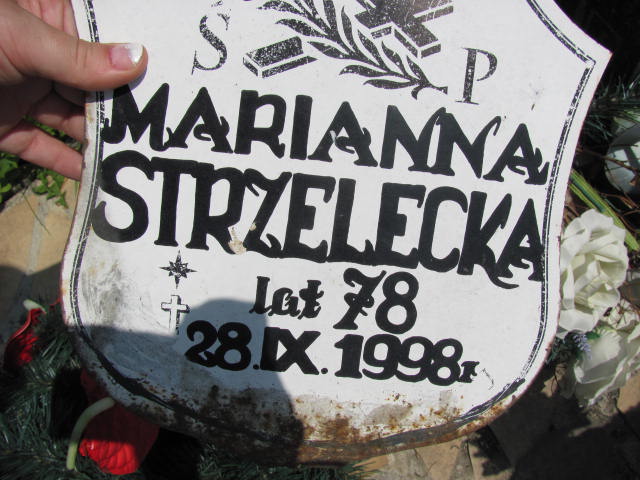 Ś P
MARIANNA
STRZELECKA
lat 78
28.IX.1998r